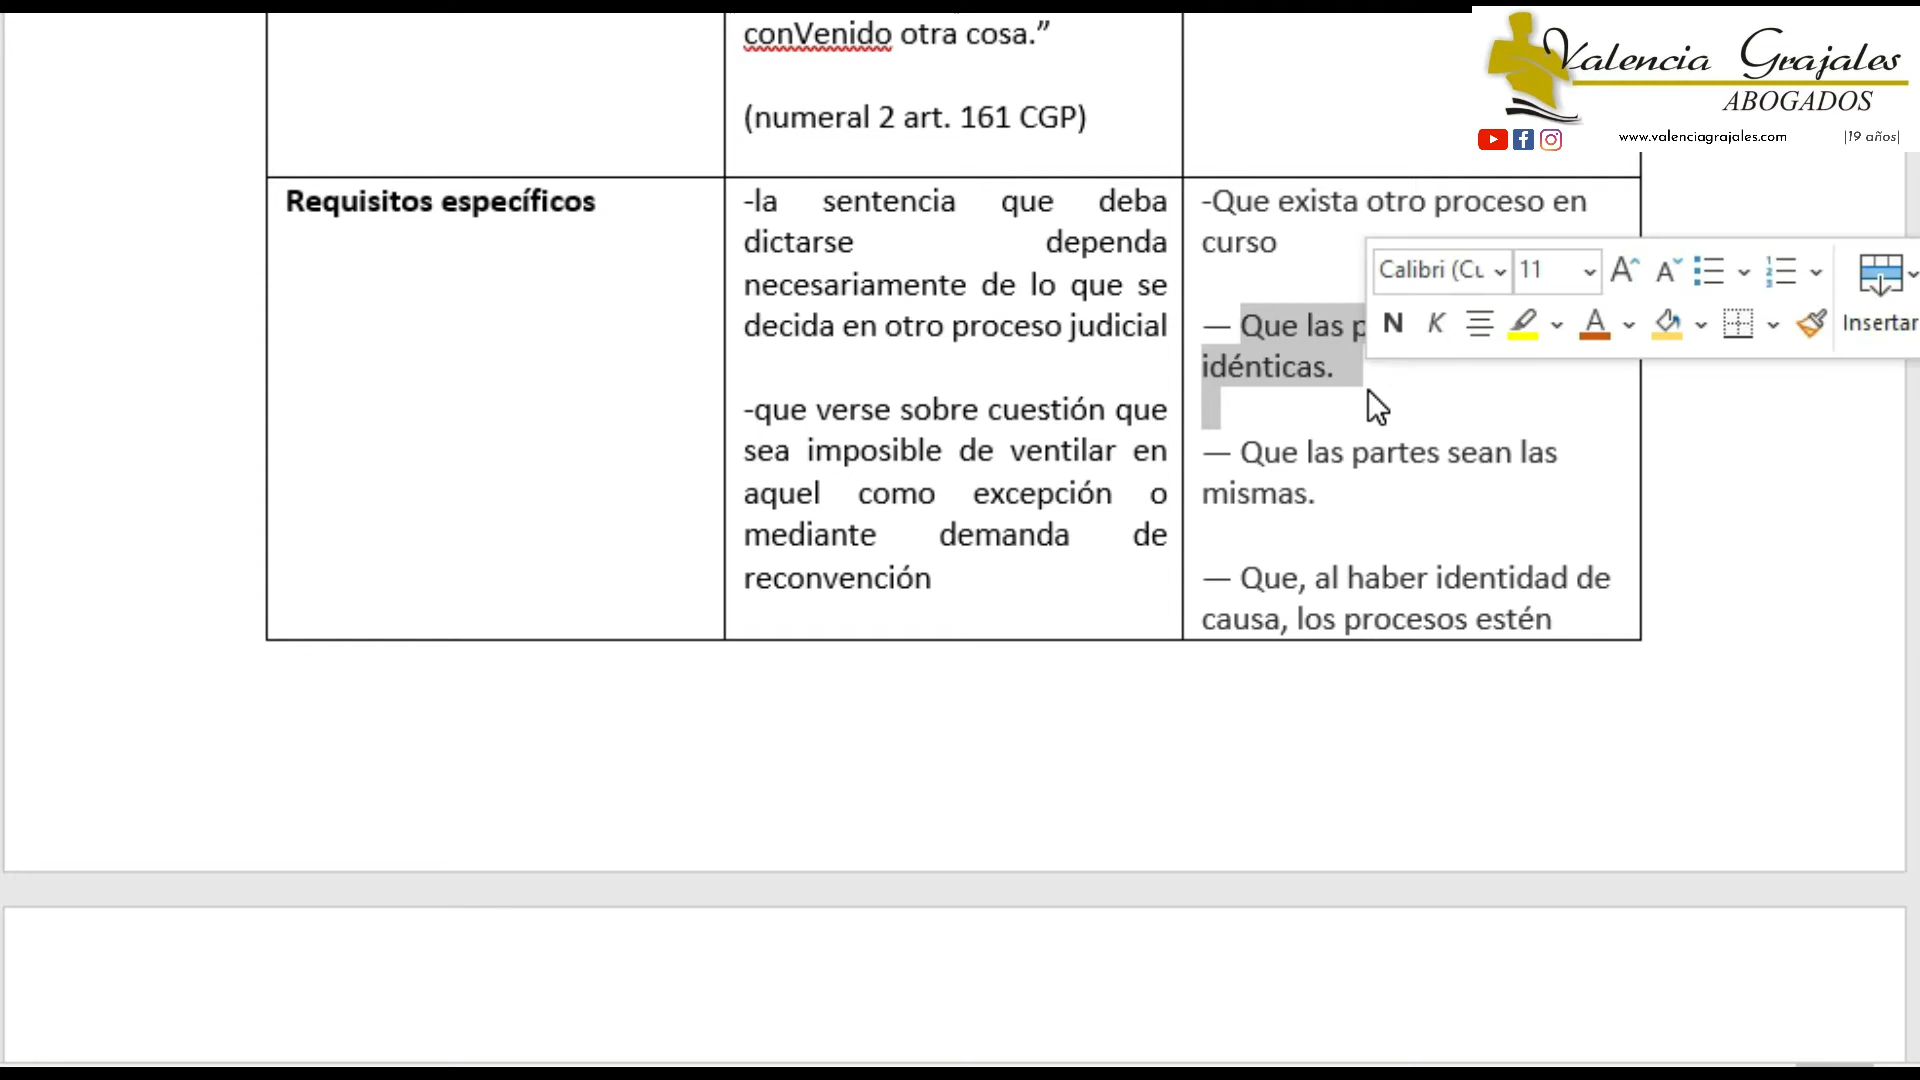 conVenido otra cosa.”
(numeral 2 art. 161 CGP)
Valencia Grajales
ABOGADOS
www.valenciagrajales.com
|19 años|
Requisitos específicos
-la sentencia que deba
dictarse dependa
necesariamente de lo que se
decida en otro proceso judicial
-que verse sobre cuestión que
sea imposible de ventilar en
aquel como excepción o
mediante demanda de
reconvención
-Que exista otro proceso en
curso
— Que las p
idénticas.
— Que las partes sean las
mismas.
— Que, al haber identidad de
causa, los procesos estén
Calibri (Cu
11
A A
N K A
Insertar